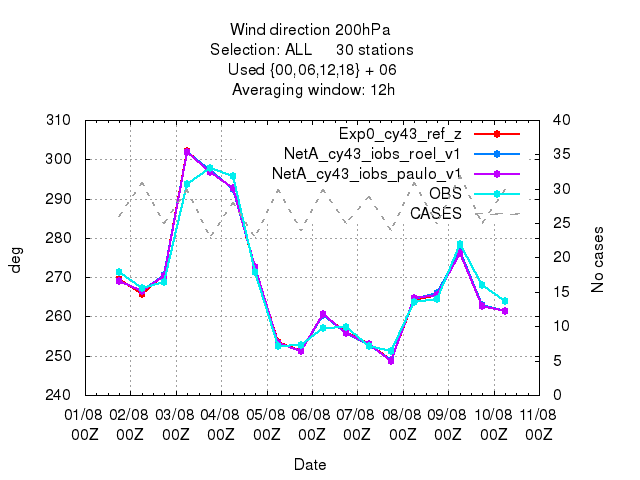 Wind direction 200hPa
Selection: ALL     30 stations
Used {00,06,12,18} + 06
Averaging window: 12h
310
300
290
280
270
260
250
240
deg
40
35
30
25
20
15
10
5
0
No cases
Exp0_cy43_ref_z
NetA_cy43_iobs_roel_v1
NetA_cy43_iobs_paulo_v1
OBS
CASES
01/08 02/08 03/08 04/08 05/08 06/08 07/08 08/08 09/08 10/08 11/08
00Z 00Z 00Z 00Z 00Z 00Z 00Z 00Z 00Z 00Z 00Z
Date